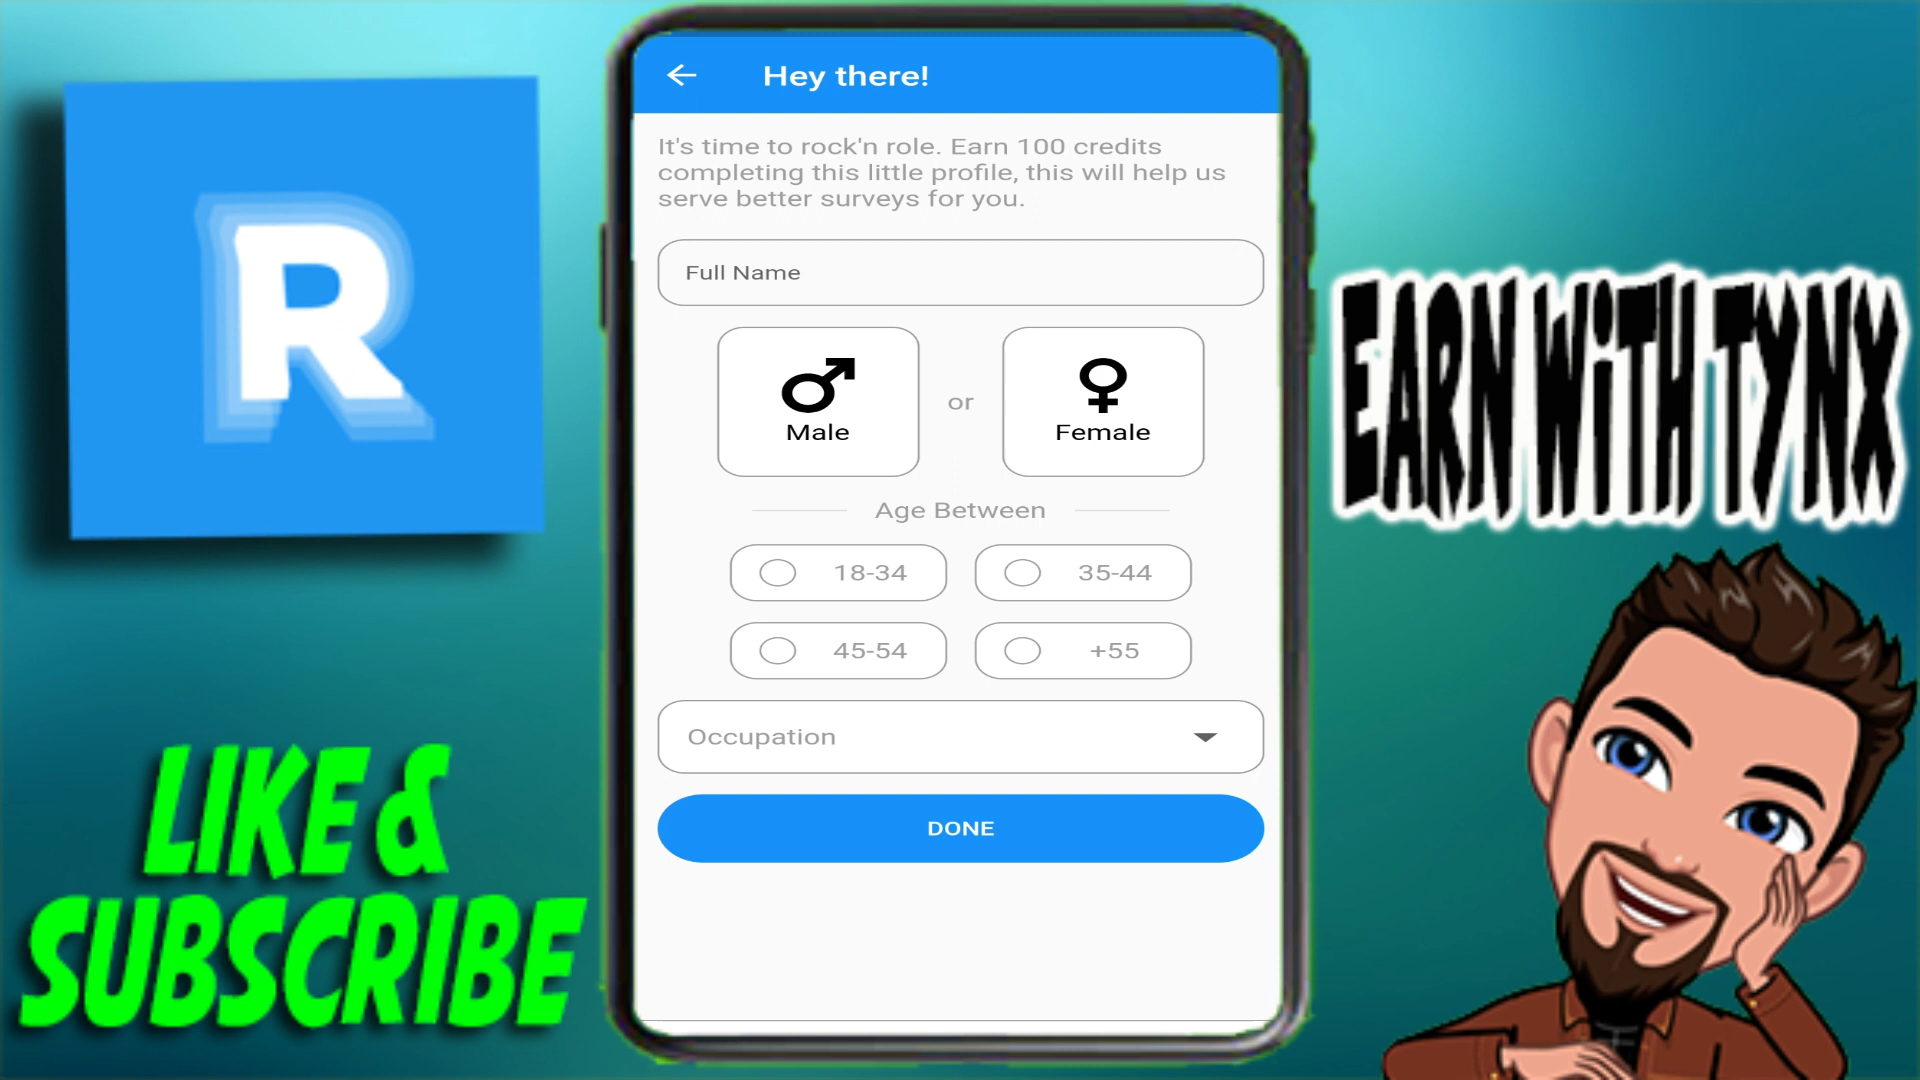 R
LIKE &
SUBSCRIBE
Hey there!
It's time to rock'n role. Earn 100 credits
completing this little profile, this will help us
serve better surveys for you.
Full Name
Male
or
Female
Age Between
18-34
35-44
45-54
+55
Occupation
DONE
EARN WiTH TYNX